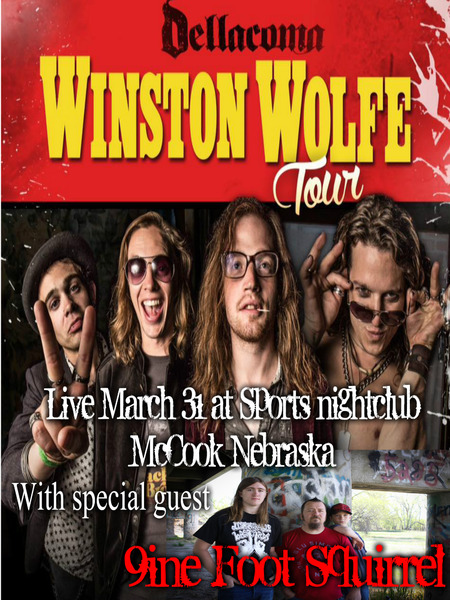 Dellacoma
WINSTON WOLFE
Tour
Live March 31 at SPorts nightclub
McCook Nebraska
With special guest
9ine Foot Squirrel